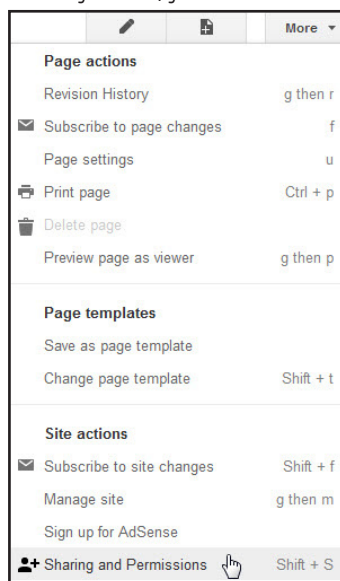 More
Page actions
Revision History g then r
Subscribe to page changes f
Page settings u
Print page Ctrl + p
Delete page
Preview page as viewer g then p
Page templates
Save as page template
Change page template Shift + t
Site actions
Subscribe to site changes Shift + f
Manage site g then m
Sign up for AdSense
Sharing and Permissions Shift + S